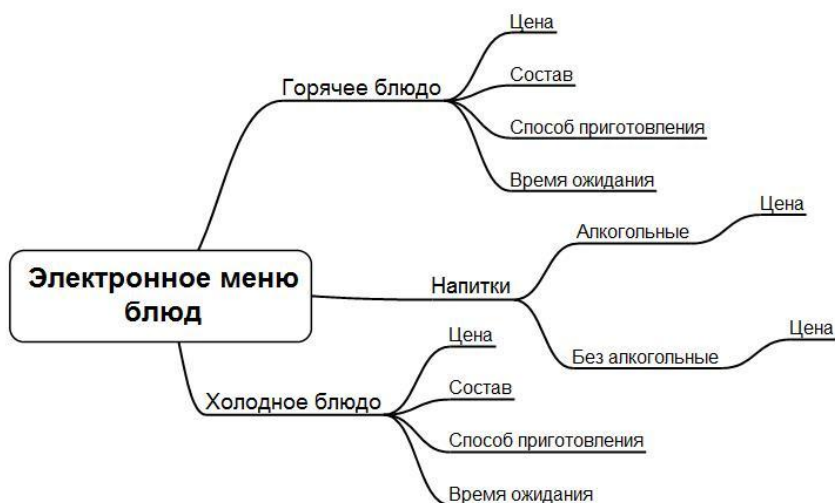 Цена
Горячее блюдо
Состав
Способ приготовления
Время ожидания
Электронное меню
блюд
Напитки
Алкогольные
Цена
Без алкогольные
Цена
Холодное блюдо
Цена
Состав
Способ приготовления
Время ожидания